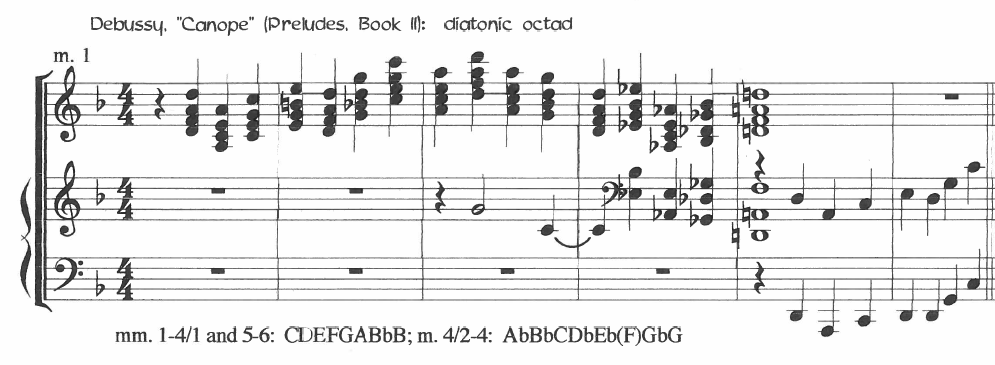 Debussy, "Canope" (Preludes, Book II): diatonic octad
m. 1
mm. 1-4/1 and 5-6: CDEFGABbB; m. 4/2-4: AbBbCDbEb(F)GbG